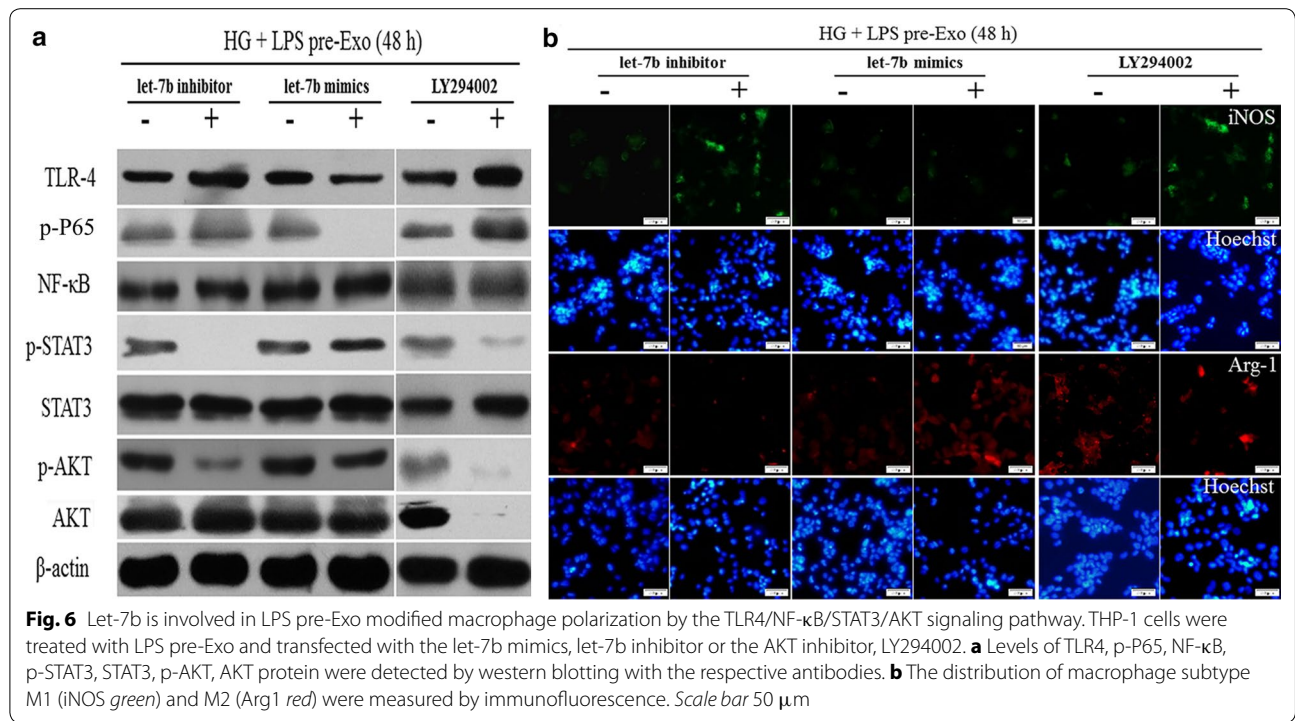 a
HG + LPS pre-Exo (48 h)
let-7b inhibitor let-7b mimics LY294002
- + - + - +
TLR-4
p-P65
NF-κB
p-STAT3
STAT3
p-AKT
AKT
β-actin
b
HG + LPS pre-Exo (48 h)
let-7b inhibitor let-7b mimics LY294002
- + - + - +
iNOS
Hoechst
Arg-1
Hoechst
Fig. 6 Let-7b is involved in LPS pre-Exo modified macrophage polarization by the TLR4/NF-κB/STAT3/AKT signaling pathway. THP-1 cells were
treated with LPS pre-Exo and transfected with the let-7b mimics, let-7b inhibitor or the AKT inhibitor, LY294002. a Levels of TLR4, p-P65, NF-κB,
p-STAT3, STAT3, p-AKT, AKT protein were detected by western blotting with the respective antibodies. b The distribution of macrophage subtype
M1 (iNOS green) and M2 (Arg1 red) were measured by immunofluorescence. Scale bar 50 μm